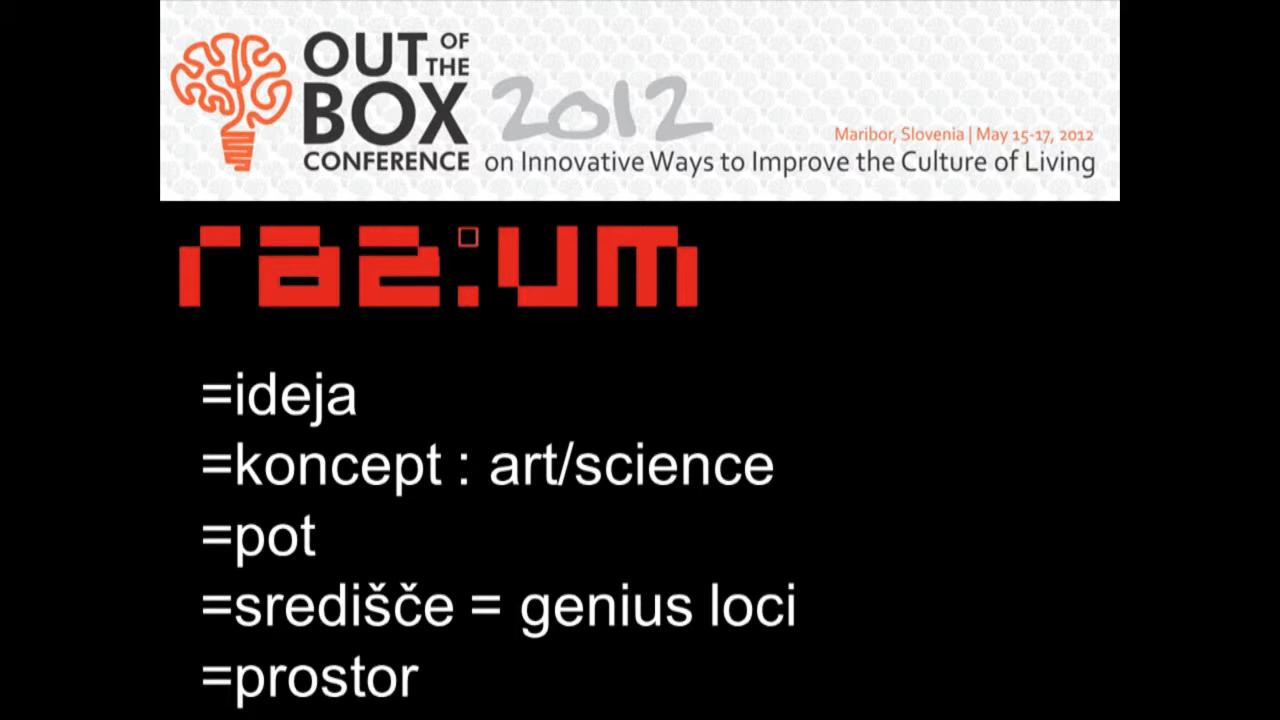 OUT OF THE
BOX 2012
CONFERENCE
Maribor, Slovenia | May 15-17, 2012
on Innovative Ways to Improve the Culture of Living
raz:um
=ideja
=koncept : art/science
=pot
=središče = genius loci
=prostor